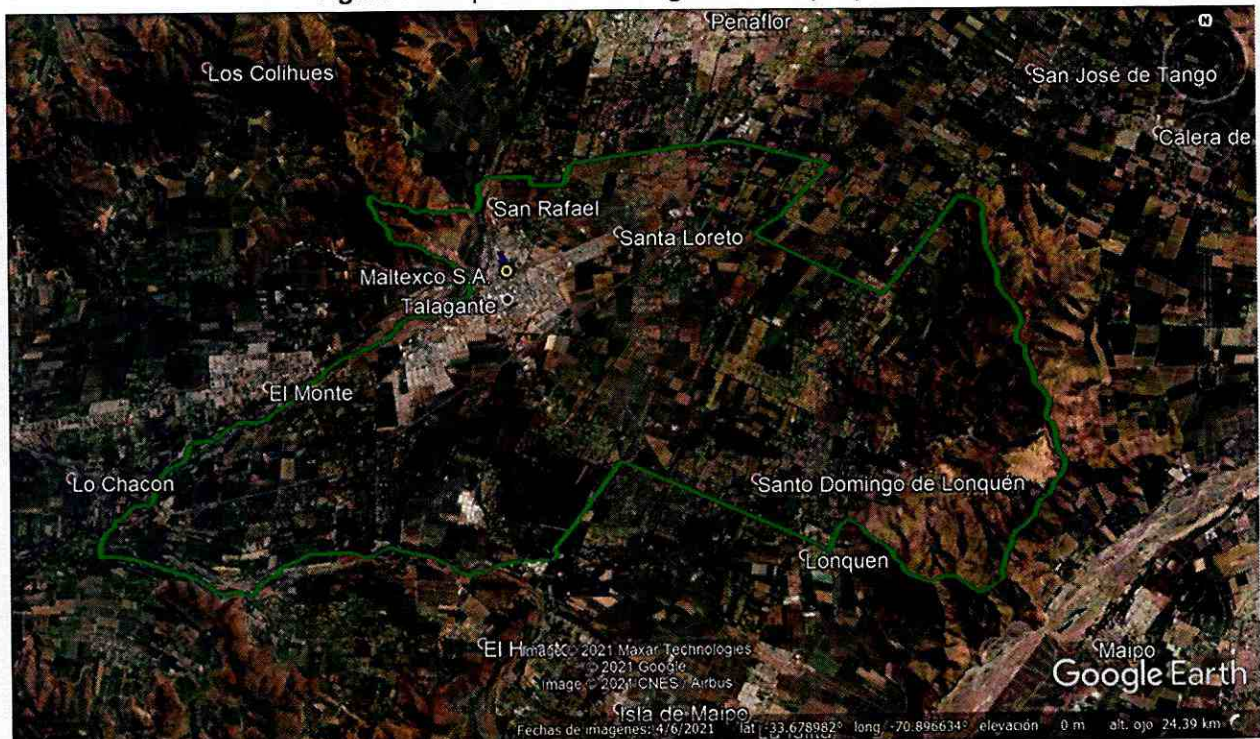 Peñaflor
Los Colihues
San José de Tango
Calera de
San Rafael
Santa Loreto
Maltexco S.A.
Talagante
El Monte
Lo Chacon
Santo Domingo de Lonquén
Lonquen
El
Image © 2021 Maxar Technologies
© 2021 Google
Image © 2021 CNES / Airbus
Maipo
Google Earth
Isla de Maipo
Fechas de imágenes: 4/6/2021 lat -33.678982° long -70.896634° elevación 0 m alt. ojo 24.39 km
N